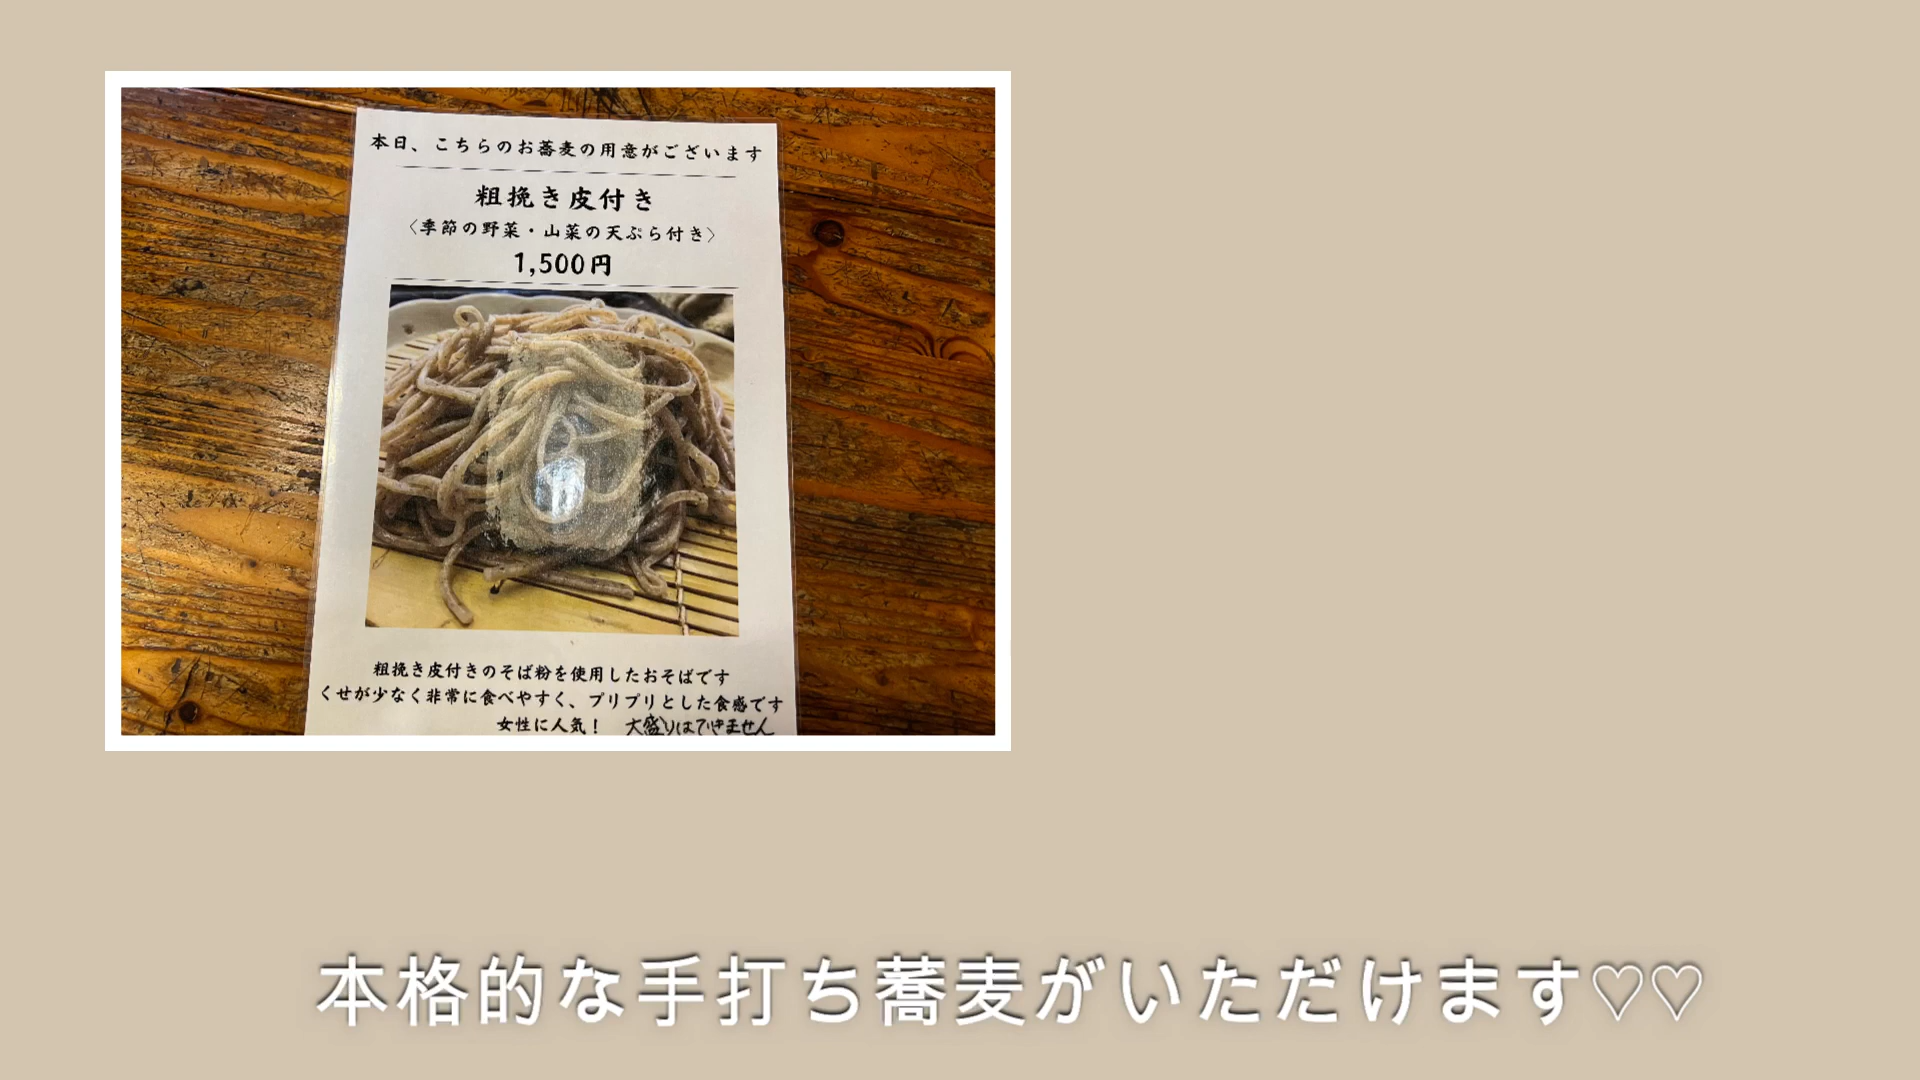 本日、こちらのお蕎麦の用意がございます
粗挽き皮付き
〈季節の野菜・山菜の天ぷら付き〉
1,500円
粗挽き皮付きのそば粉を使用したおそばです
くせが少なく非常に食べやすく、プリプリとした食感です
女性に人気！ 大盛りはできません
本格的な手打ち蕎麦がいただけます♡♡